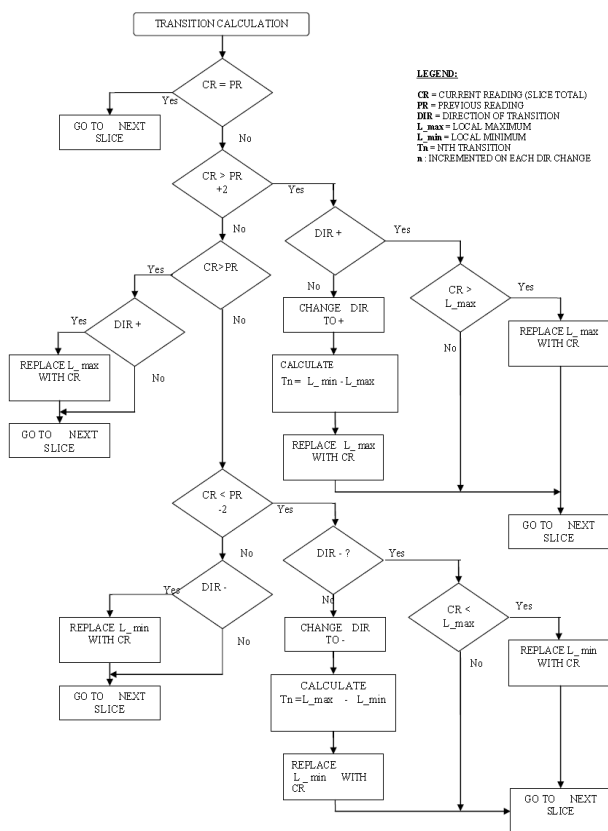 TRANSITION CALCULATION
CR = PR
Yes
GO TO NEXT
SLICE
No
LEGEND:
CR = CURRENT READING (SLICE TOTAL)
PR = PREVIOUS READING
DIR = DIRECTION OF TRANSITION
L_max = LOCAL MAXIMUM
L_min = LOCAL MINIMUM
Tn = NTH TRANSITION
n : INCREMENTED ON EACH DIR CHANGE
CR > PR
+2
Yes
No
DIR +
Yes
No
CR>PR
Yes
No
CR >
L_max
Yes
No
CHANGE DIR
TO +
REPLACE L_max
WITH CR
DIR +
Yes
No
REPLACE L_max
WITH CR
CALCULATE
Tn = L_min - L_max
GO TO NEXT
SLICE
REPLACE L_max
WITH CR
CR < PR
-2
Yes
No
GO TO NEXT
SLICE
DIR - ?
Yes
No
DIR -
Yes
No
CR <
L_max
Yes
No
REPLACE L_min
WITH CR
CHANGE DIR
TO -
REPLACE L_min
WITH CR
GO TO NEXT
SLICE
CALCULATE
Tn =L_max - L_min
REPLACE
L_min WITH
CR
GO TO NEXT
SLICE